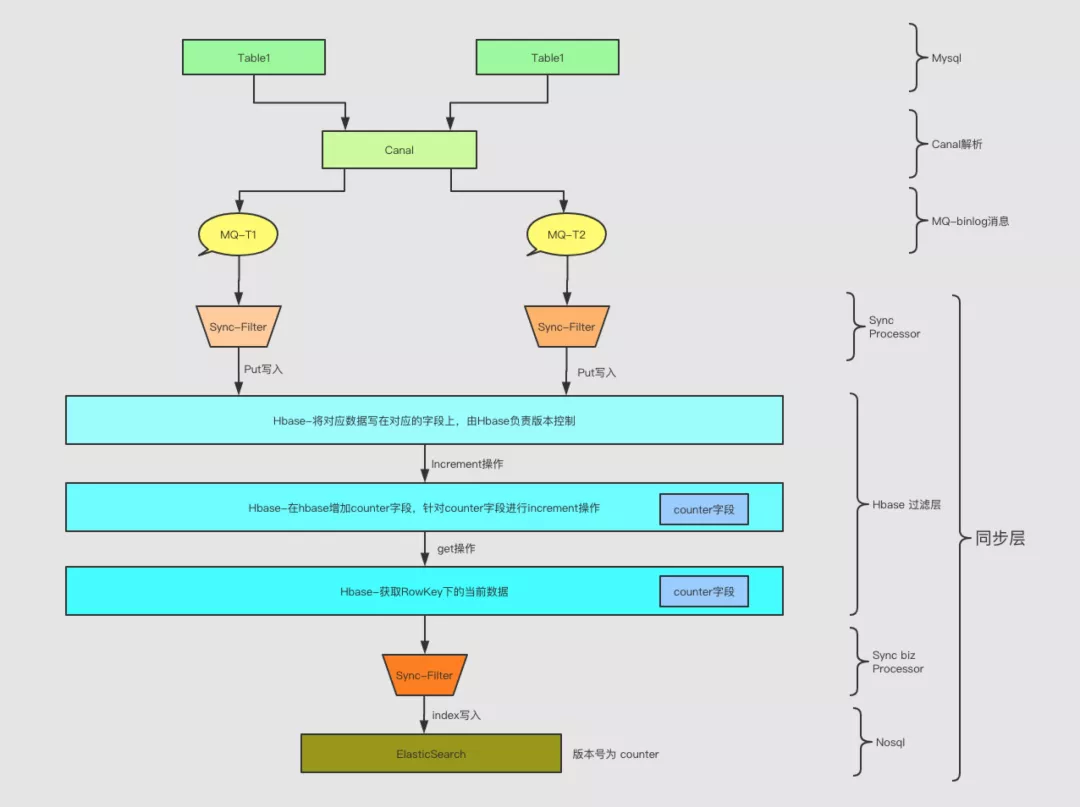 Table1
Table1
Mysql
Canal
Canal解析
MQ-T1
MQ-T2
MQ-binlog消息
Sync-Filter
Sync-Filter
Sync
Processor
Put写入
Put写入
Hbase-将对应数据写在对应的字段上，由Hbase负责版本控制
Increment操作
Hbase-在hbase增加counter字段，针对counter字段进行increment操作
counter字段
Hbase 过滤层
同步层
get操作
Hbase-获取RowKey下的当前数据
counter字段
Sync-Filter
Sync biz
Processor
index写入
ElasticSearch
版本号为 counter
Nosql